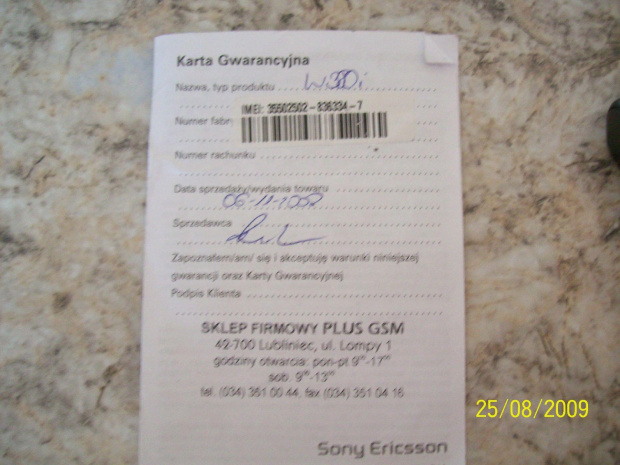 Karta Gwarancyjna
Nazwa, typ produktu W380i
IMEI: 35502502-836334-7
Numer fabr
Numer rachunku
Data sprzedaży/wydania towaru
06-11-2008
Sprzedawca
Zapoznałem/am/ się i akceptuję warunki niniejszej
gwarancji oraz Karty Gwarancyjnej
Podpis Klienta
SKLEP FIRMOWY PLUS GSM
42-700 Lubliniec, ul. Lompy 1
godziny otwarcia: pon-pt 9⁰⁰-17⁰⁰
sob. 9⁰⁰-13⁰⁰
tel. (034) 351 00 44, fax (034) 351 04 16
25/08/2009
Sony Ericsson